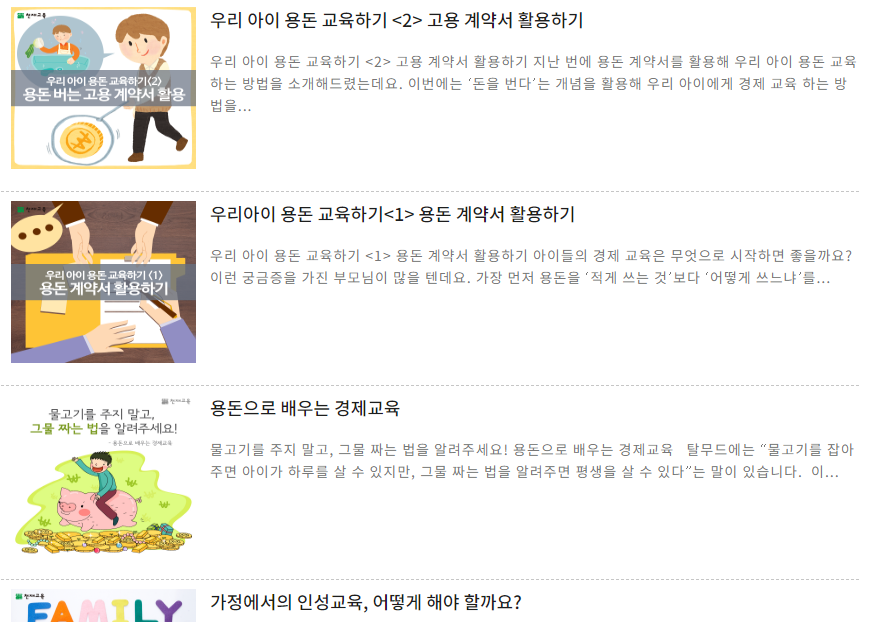 천재교육
우리 아이 용돈 교육하기(2)
용돈 버는 고용 계약서 활용
우리 아이 용돈 교육하기 <2> 고용 계약서 활용하기
우리 아이 용돈 교육하기 <2> 고용 계약서 활용하기 지난 번에 용돈 계약서를 활용해 우리 아이 용돈 교육
하는 방법을 소개해드렸는데요. 이번에는 ‘돈을 번다’는 개념을 활용해 우리 아이에게 경제 교육 하는 방
법을...
천재교육
우리 아이 용돈 교육하기 (1)
용돈 계약서 활용하기
우리아이 용돈 교육하기<1> 용돈 계약서 활용하기
우리 아이 용돈 교육하기 <1> 용돈 계약서 활용하기 아이들의 경제 교육은 무엇으로 시작하면 좋을까요?
이런 궁금증을 가진 부모님이 많을 텐데요. 가장 먼저 용돈을 ‘적게 쓰는 것’보다 ‘어떻게 쓰느냐’를...
천재교육
물고기를 주지 말고,
그물 짜는 법을 알려주세요!
- 용돈으로 배우는 경제교육
용돈으로 배우는 경제교육
물고기를 주지 말고, 그물 짜는 법을 알려주세요! 용돈으로 배우는 경제교육 탈무드에는 “물고기를 잡아
주면 아이가 하루를 살 수 있지만, 그물 짜는 법을 알려주면 평생을 살 수 있다”는 말이 있습니다. 이...
천재교육
FAMILY
가정에서의 인성교육, 어떻게 해야 할까요?